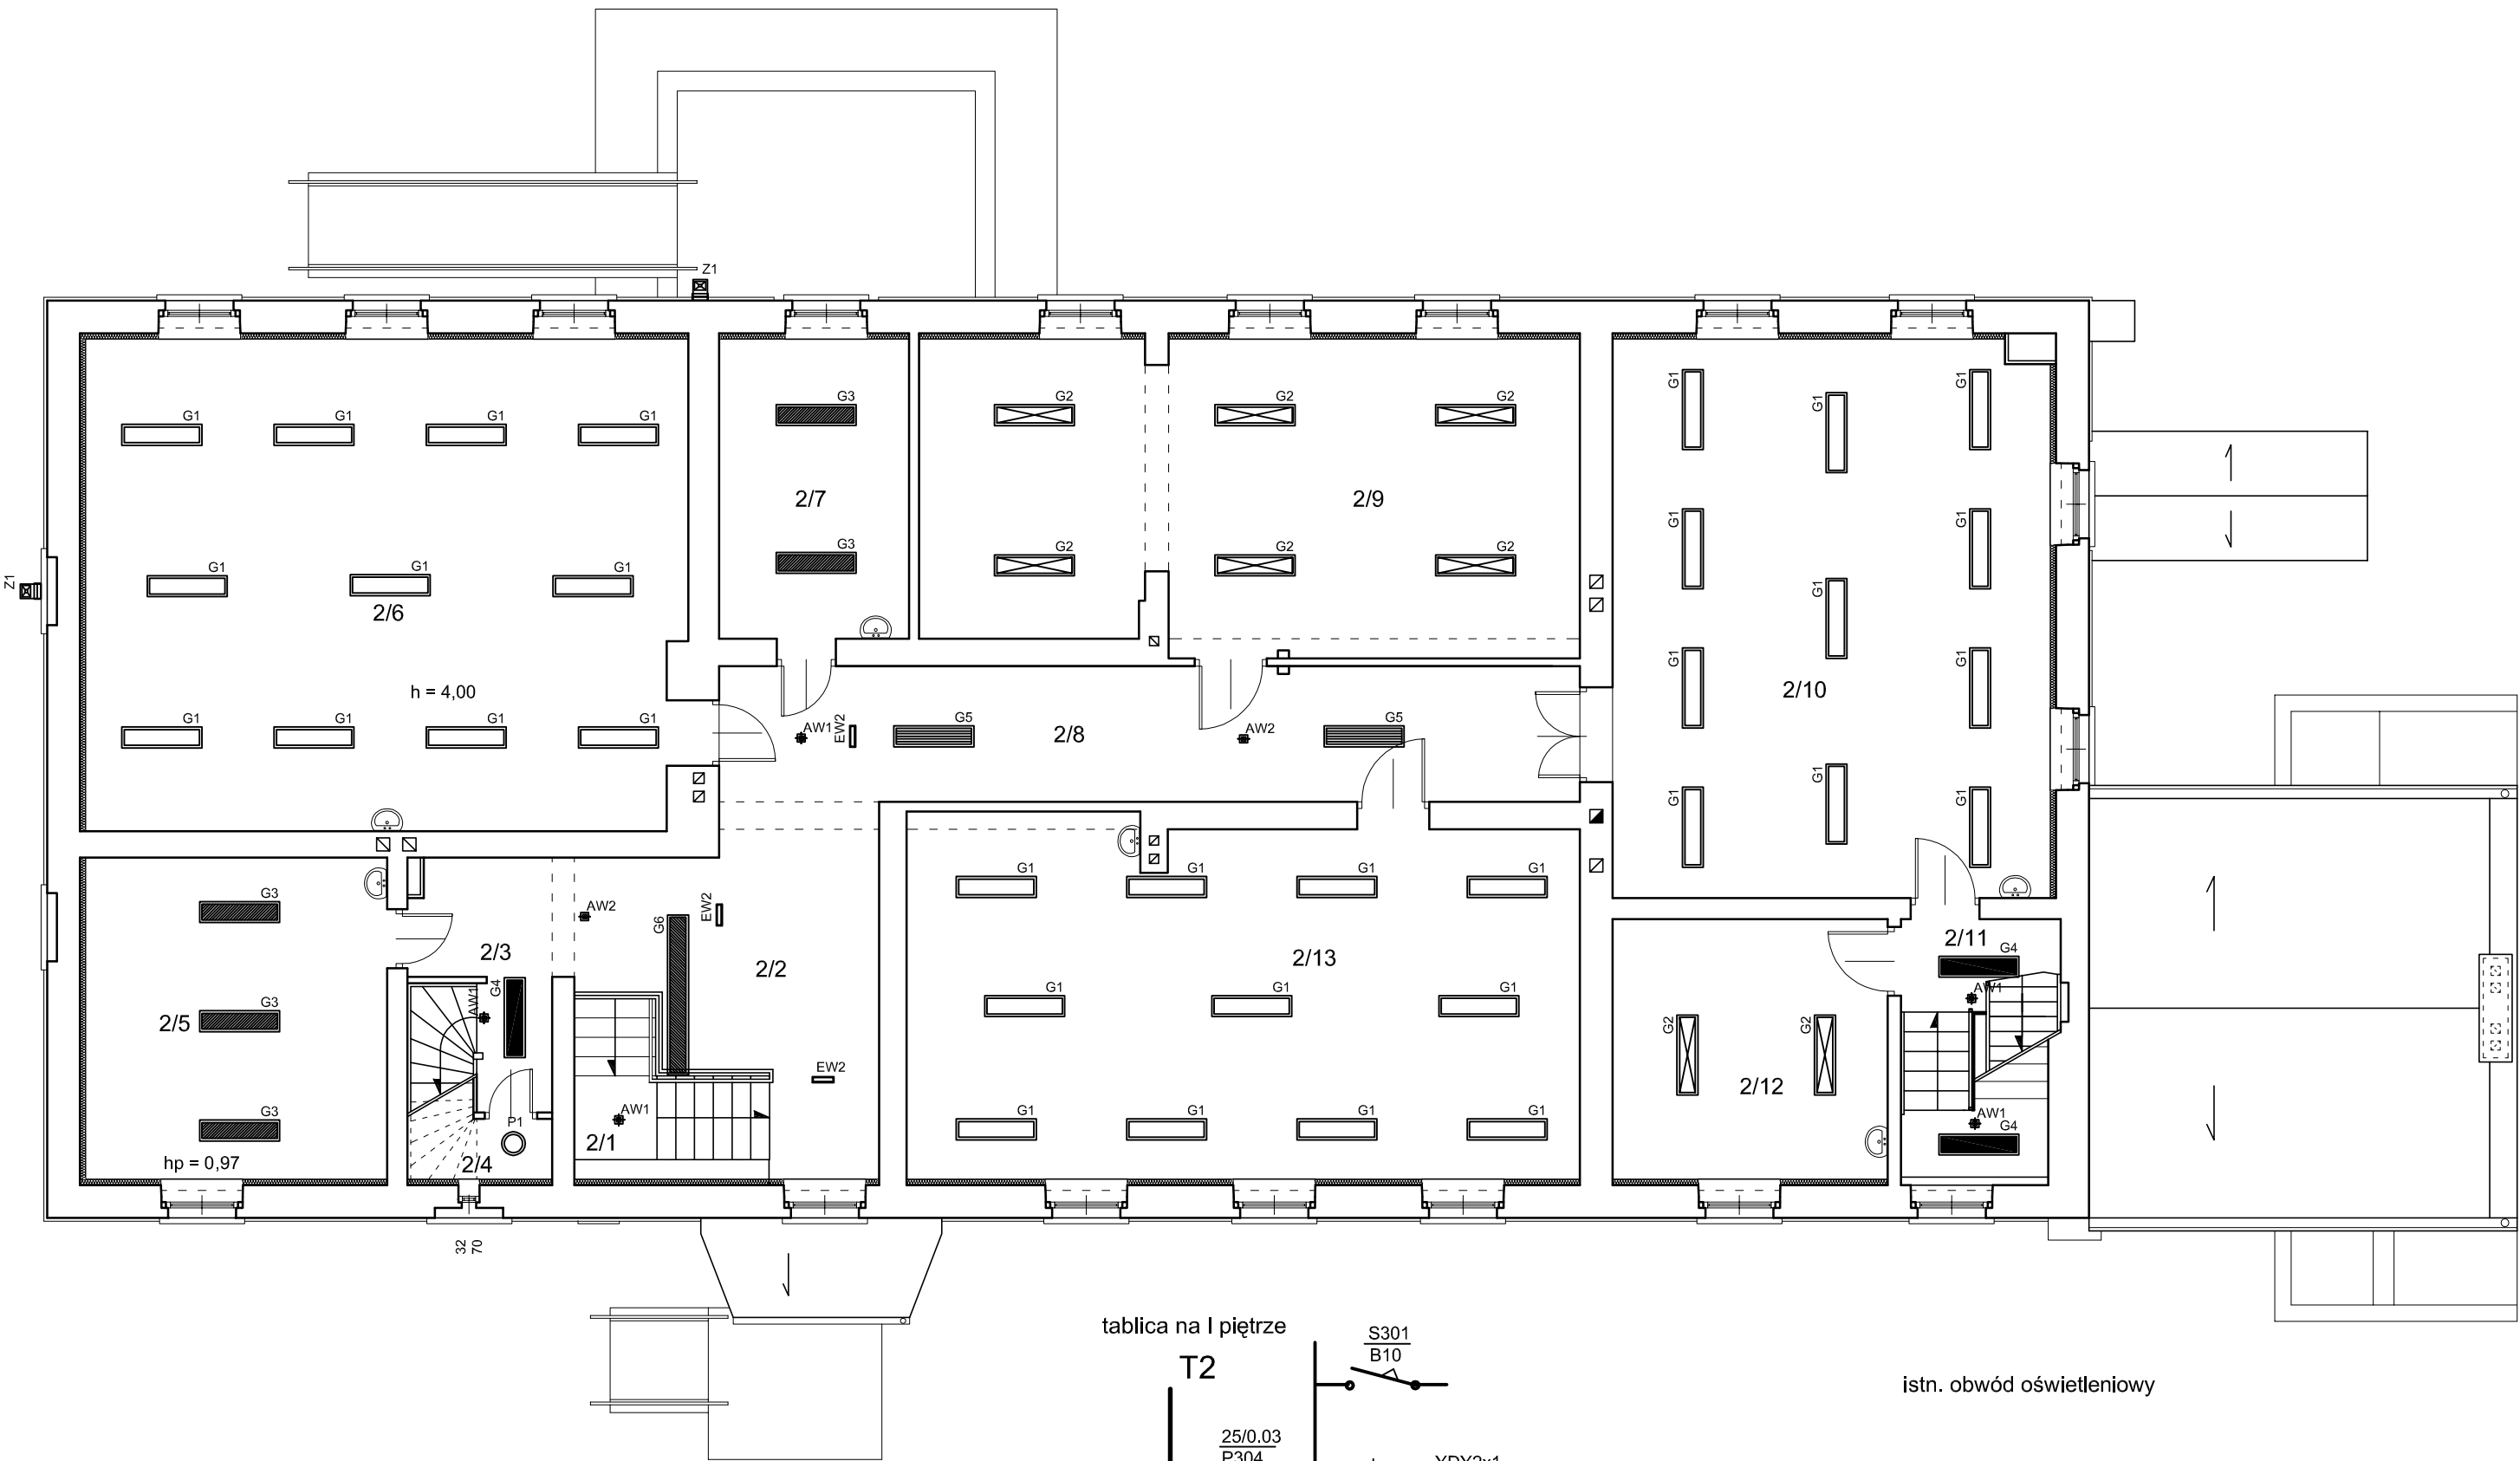 Z1
G1 G1 G1 G1
G3
G2 G2 G2
G1 G1 G1
2/7
2/9
G1 G1
G3
G2 G2 G2
Z1
G1 G1 G1
2/6
G1
h = 4,00
2/10
G1 G1
G1 G1 G1 G1
AW1
EW2
G5
2/8
AW2
G5
G1
G1 G1
G1 G1 G1 G1
G3
AW2
G6
EW2
2/3
2/2
2/13
2/11
G4
G3
AW1
G4
G1 G1 G1
AW1
2/5
G2 G2
EW2
2/12
G3
P1
AW1
2/1
G1 G1 G1 G1
AW1
G4
hp = 0,97
2/4
32
70
tablica na I piętrze
T2
S301
B10
istn. obwód oświetleniowy
25/0.03
P304